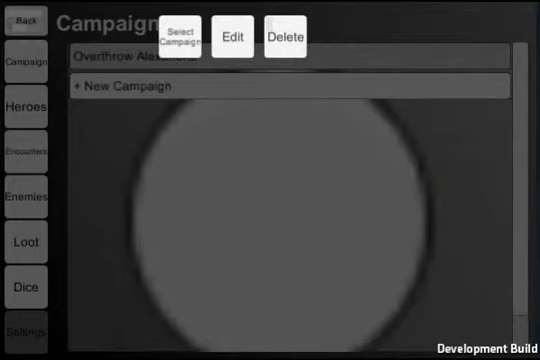 Back
Campaign
Select
Campaign
Edit
Delete
Campaign
Overthrow
Heroes
+ New Campaign
Encounters
Enemies
Loot
Dice
Settings
Development Build